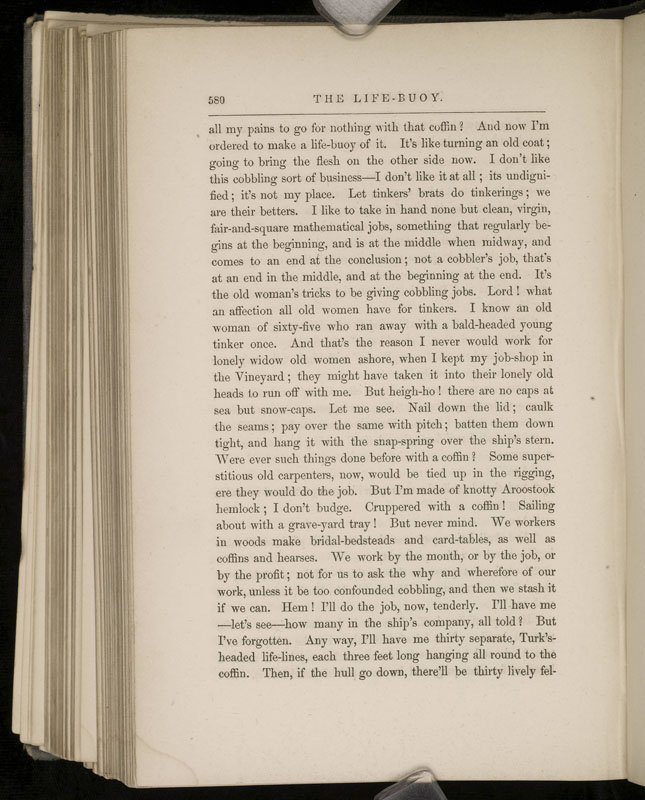 580
THE LIFE-BUOY.
all my pains to go for nothing with that coffin? And now I'm
ordered to make a life-buoy of it. It's like turning an old coat;
going to bring the flesh on the other side now. I don't like
this cobbling sort of business—I don't like it at all; its undigni-
fied; it's not my place. Let tinkers' brats do tinkerings; we
are their betters. I like to take in hand none but clean, virgin,
fair-and-square mathematical jobs, something that regularly be-
gins at the beginning, and is at the middle when midway, and
comes to an end at the conclusion; not a cobbler's job, that's
at an end in the middle, and at the beginning at the end. It's
the old woman's tricks to be giving cobbling jobs. Lord! what
an affection all old women have for tinkers. I know an old
woman of sixty-five who ran away with a bald-headed young
tinker once. And that's the reason I never would work for
lonely widow old women ashore, when I kept my job-shop in
the Vineyard; they might have taken it into their lonely old
heads to run off with me. But heigh-ho! there are no caps at
sea but snow-caps. Let me see. Nail down the lid; caulk
the seams; pay over the same with pitch; batten them down
tight, and hang it with the snap-spring over the ship's stern.
Were ever such things done before with a coffin? Some super-
stitious old carpenters, now, would be tied up in the rigging,
ere they would do the job. But I'm made of knotty Aroostook
hemlock; I don't budge. Cruppered with a coffin! Sailing
about with a grave-yard tray! But never mind. We workers
in woods make bridal-bedsteads and card-tables, as well as
coffins and hearses. We work by the month, or by the job, or
by the profit; not for us to ask the why and wherefore of our
work, unless it be too confounded cobbling, and then we stash it
if we can. Hem! I'll do the job, now, tenderly. I'll have me
—let's see—how many in the ship's company, all told? But
I've forgotten. Any way, I'll have me thirty separate, Turk's-
headed life-lines, each three feet long hanging all round to the
coffin. Then, if the hull go down, there'll be thirty lively fel-